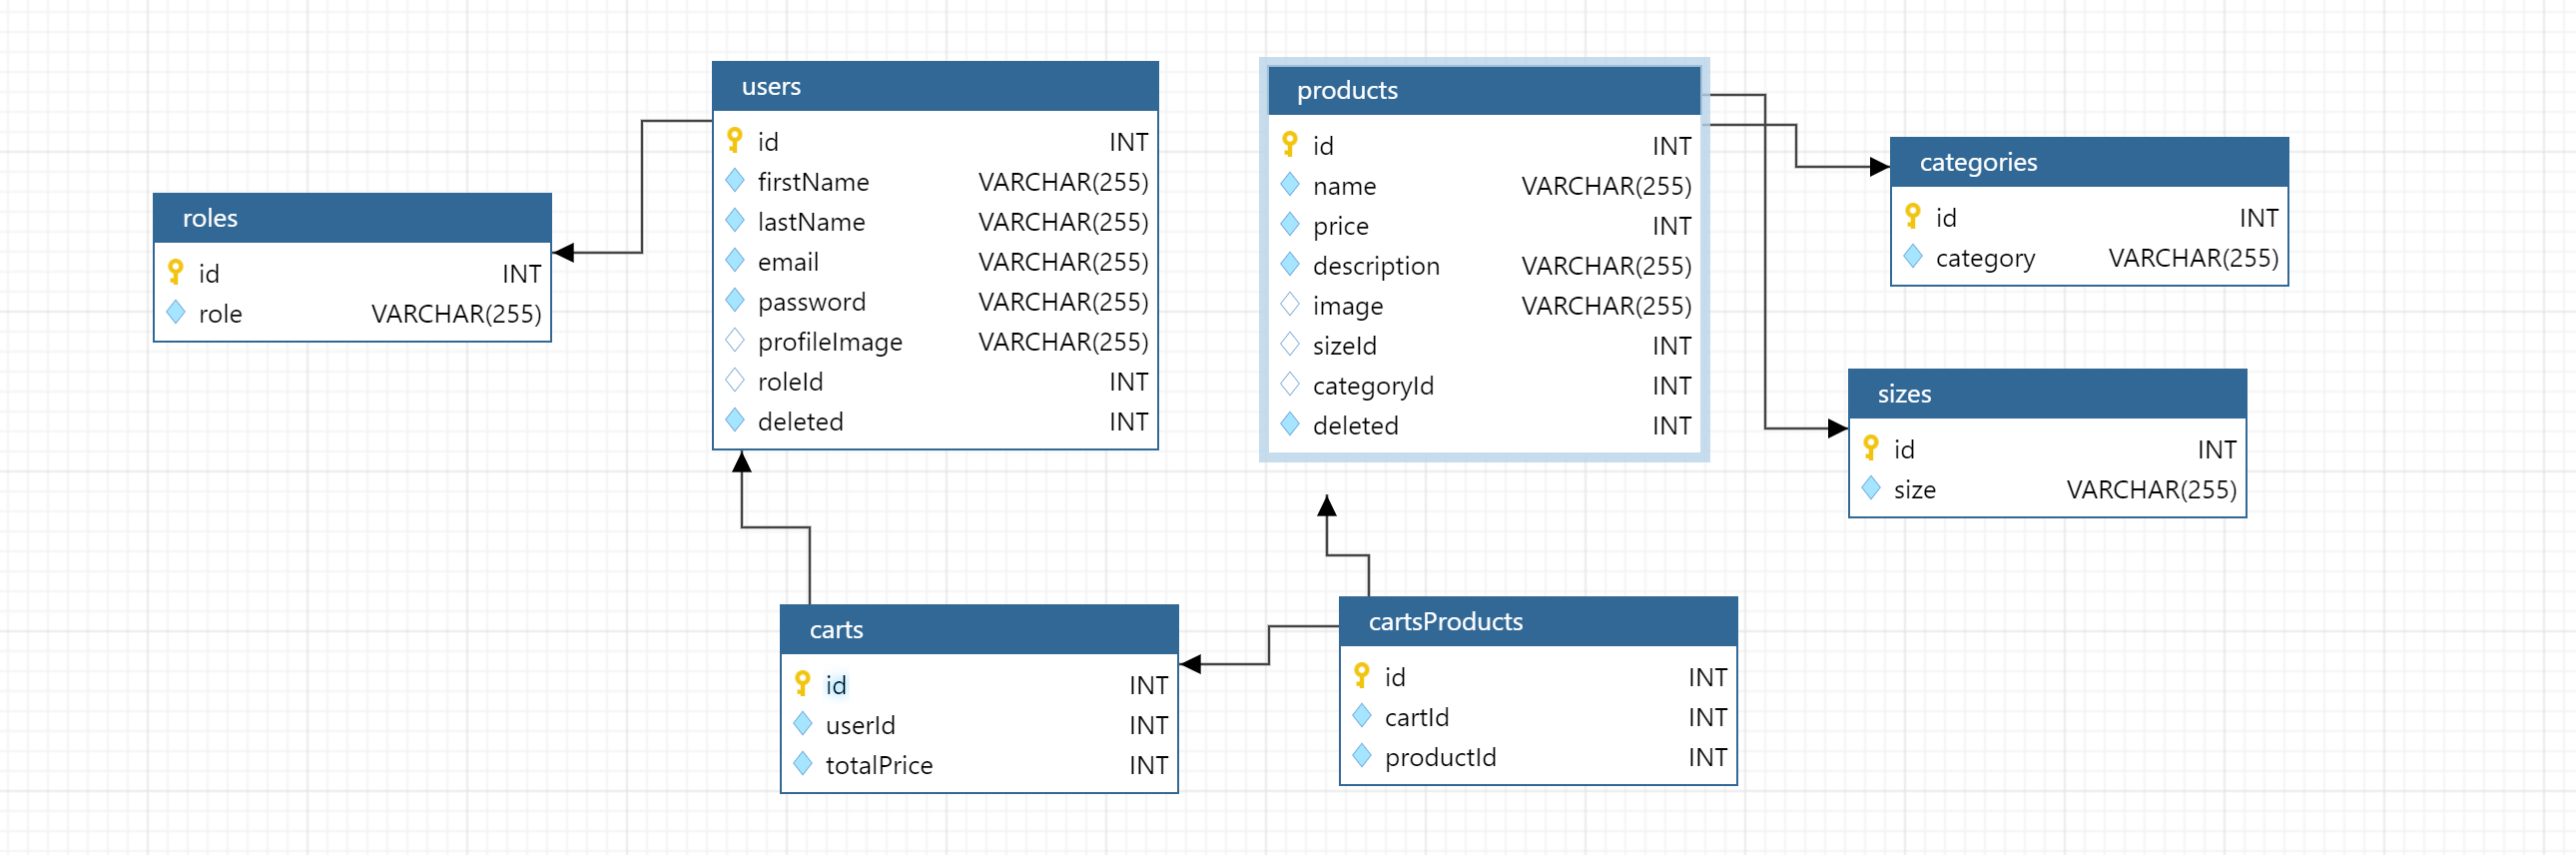 roles
id INT
role VARCHAR(255)
users
id INT
firstName VARCHAR(255)
lastName VARCHAR(255)
email VARCHAR(255)
password VARCHAR(255)
profileImage VARCHAR(255)
roleId INT
deleted INT
products
id INT
name VARCHAR(255)
price INT
description VARCHAR(255)
image VARCHAR(255)
sizeId INT
categoryId INT
deleted INT
categories
id INT
category VARCHAR(255)
sizes
id INT
size VARCHAR(255)
carts
id INT
userId INT
totalPrice INT
cartsProducts
id INT
cartId INT
productId INT